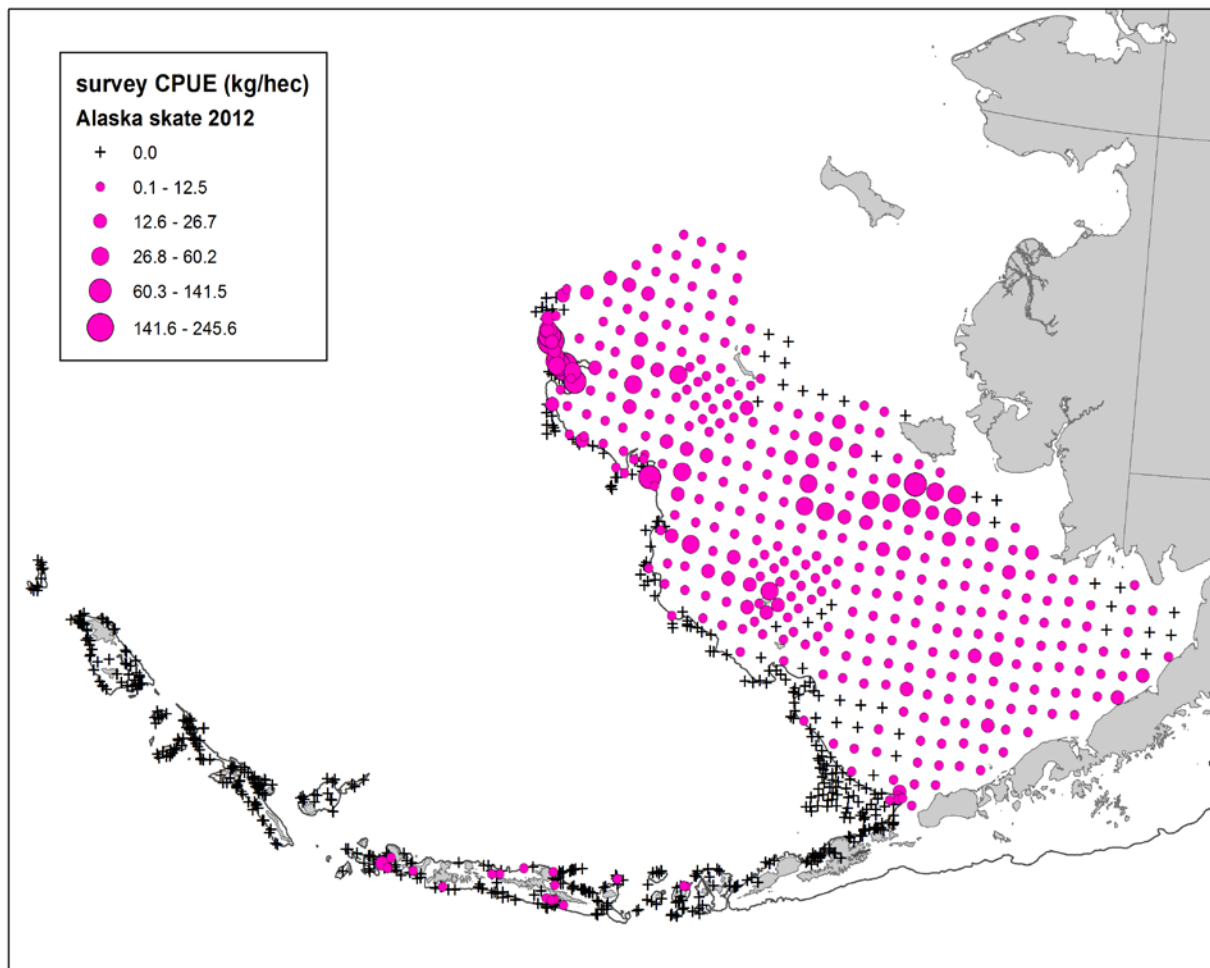 survey CPUE (kg/hec)
Alaska skate 2012
0.0
0.1 - 12.5
12.6 - 26.7
26.8 - 60.2
60.3 - 141.5
141.6 - 245.6